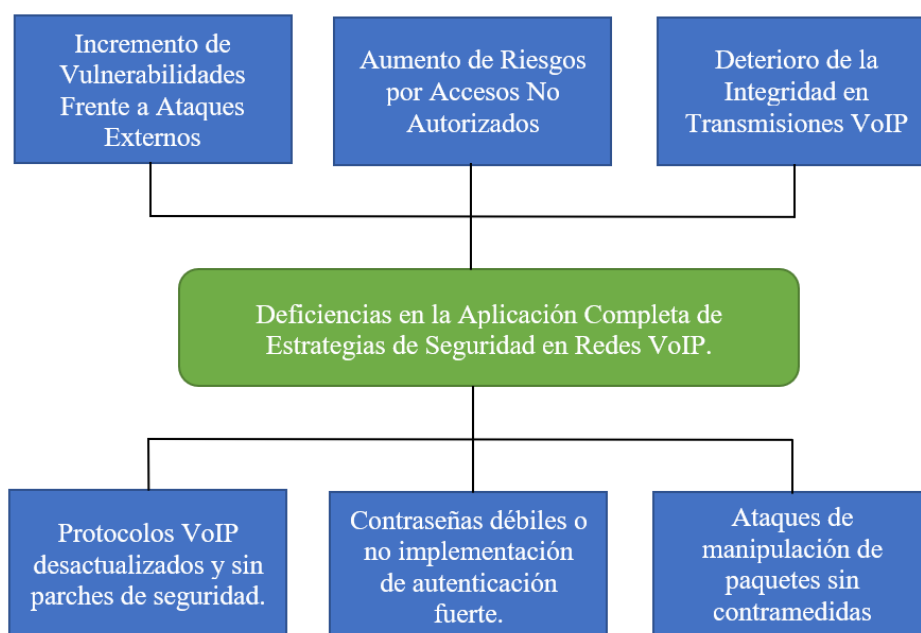 Incremento de
Vulnerabilidades
Frente a Ataques
Externos
Aumento de Riesgos
por Accesos No
Autorizados
Deterioro de la
Integridad en
Transmisiones VoIP
Deficiencias en la Aplicación Completa de
Estrategias de Seguridad en Redes VoIP.
Protocolos VoIP
desactualizados y sin
parches de seguridad.
Contraseñas débiles o
no implementación
de autenticación
fuerte.
Ataques de
manipulación de
paquetes sin
contramedidas